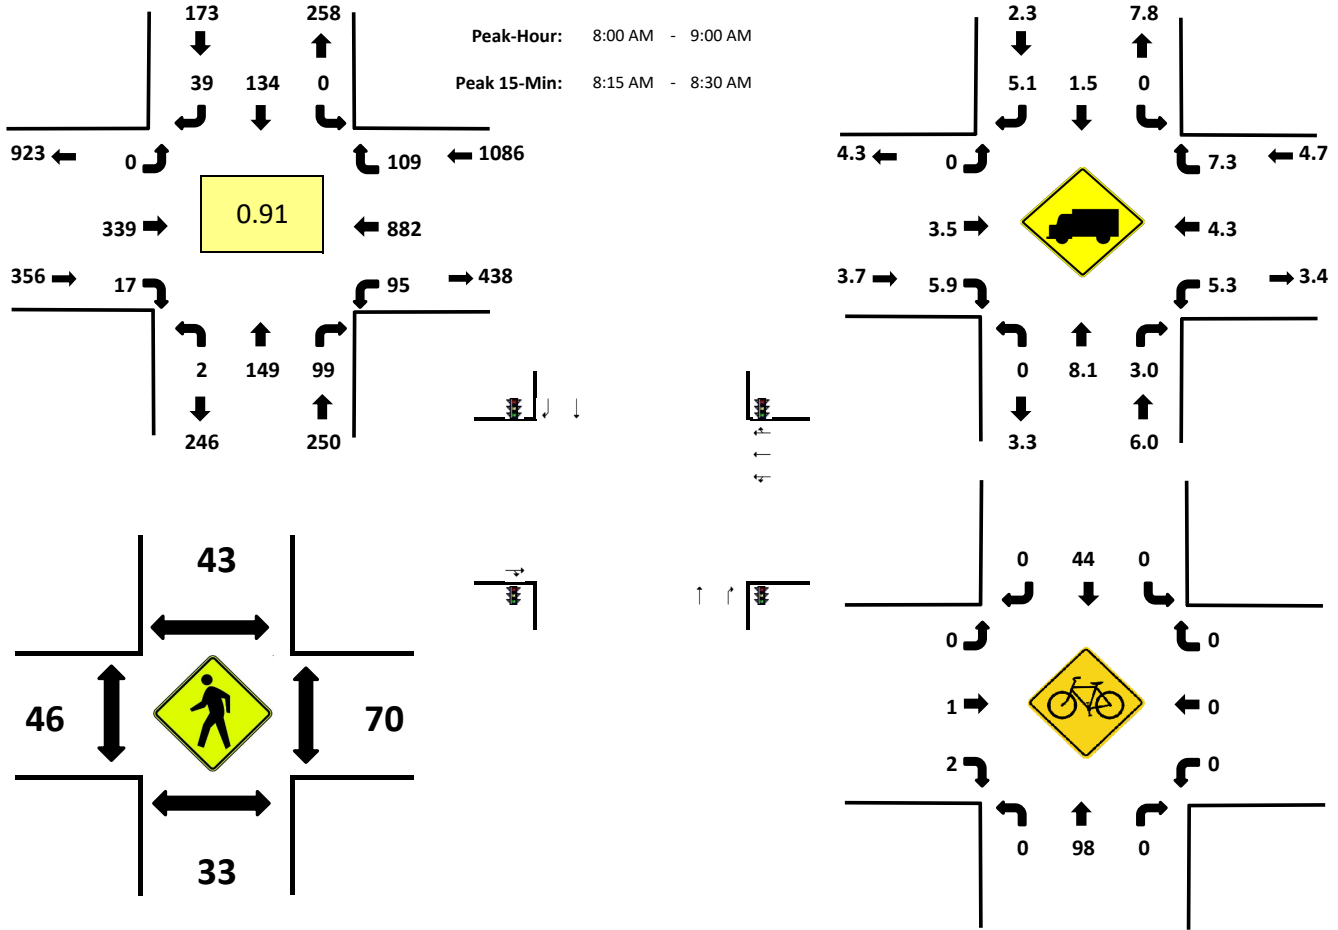 173 258
Peak-Hour: 8:00 AM - 9:00 AM
2.3 7.8
39 134 0
Peak 15-Min: 8:15 AM - 8:30 AM
5.1 1.5 0
923 0 109 1086
4.3 0 7.3 4.7
0.91
339 882
3.5 4.3
356 17 95 438
3.7 5.9 5.3 3.4
2 149 99
0 8.1 3.0
246 250
3.3 6.0
43
0 44 0
0 0
46 70
1 0
2 0
33
0 98 0